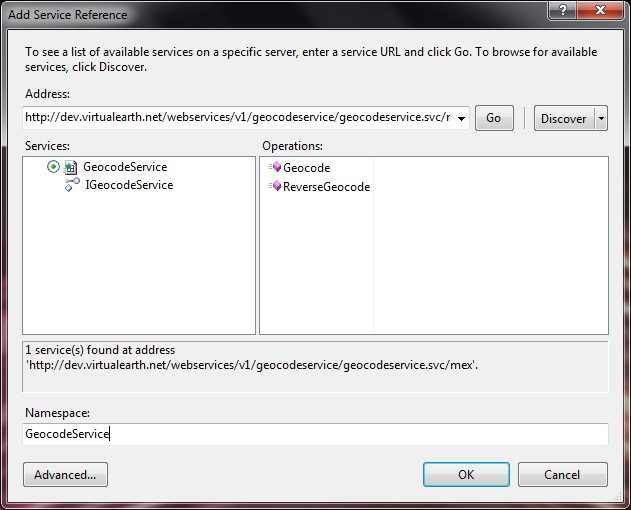 Add Service Reference
To see a list of available services on a specific server, enter a service URL and click Go. To browse for available
services, click Discover.
Address:
http://dev.virtualearth.net/webservices/v1/geocodeservice/geocodeservice.svc/r
Go
Discover
Services:
Operations:
GeocodeService
IGeocodeService
Geocode
ReverseGeocode
1 service(s) found at address
'http://dev.virtualearth.net/webservices/v1/geocodeservice/geocodeservice.svc/mex'.
Namespace:
GeocodeService
Advanced...
OK
Cancel